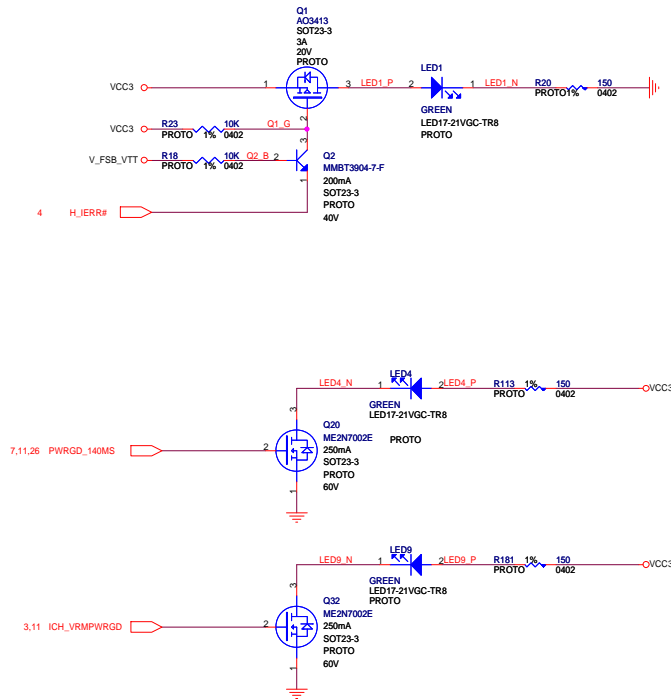 Q1
AO3413
SOT23-3
3A
20V
PROTO
VCC3
1
3
LED1_P
2
LED1
1
LED1_N
R20
150
PROTO1%
0402
GREEN
LED17-21VGC-TR8
PROTO
2
VCC3
R23
10K
Q1_G
PROTO
1%
0402
3
V_FSB_VTT
R18
10K
Q2_B
2
PROTO
1%
0402
Q2
MMBT3904-7-F
200mA
SOT23-3
PROTO
40V
1
4
H_IERR#
LED4_N
1
LED4
2
LED4_P
R113
1%
150
PROTO
0402
VCC3
GREEN
LED17-21VGC-TR8
PROTO
3
Q20
ME2N7002E
250mA
SOT23-3
PROTO
60V
7,11,26
PWRGD_140MS
2
1
LED9_N
1
LED9
2
LED9_P
R181
1%
150
PROTO
0402
VCC3
GREEN
LED17-21VGC-TR8
PROTO
3
Q32
ME2N7002E
250mA
SOT23-3
PROTO
60V
3,11
ICH_VRMPWRGD
2
1